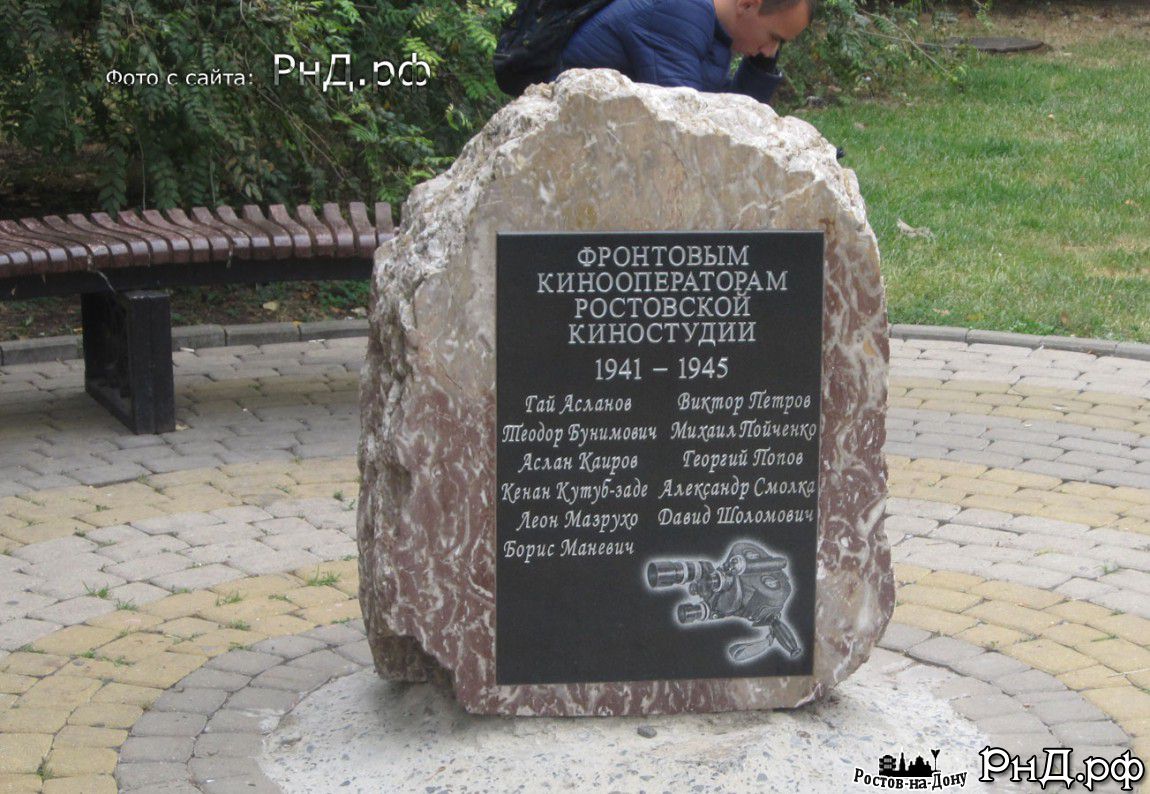 Фото с сайта: РнД.рф
ФРОНТОВЫМ
КИНООПЕРАТОРАМ
РОСТОВСКОЙ
КИНОСТУДИИ
1941 – 1945
Гай Асланов
Теодор Бунимович
Аслан Каиров
Кенан Кутуб-заде
Леон Мазрухо
Борис Маневич
Виктор Петров
Михаил Пойченко
Георгий Попов
Александр Смолка
Давид Шоломович
Ростов-на-Дону
РнД.рф